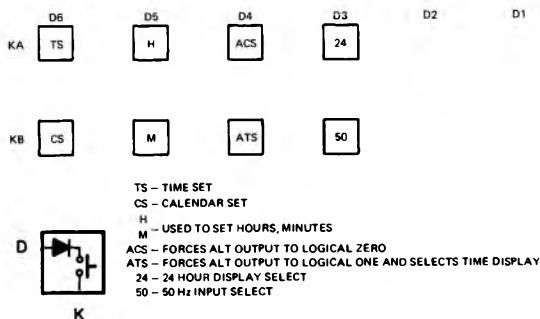 D6 D5 D4 D3 D2 D1
KA TS H ACS 24
KB CS M ATS 50
TS – TIME SET
CS – CALENDAR SET
H
M – USED TO SET HOURS, MINUTES
ACS – FORCES ALT OUTPUT TO LOGICAL ZERO
ATS – FORCES ALT OUTPUT TO LOGICAL ONE AND SELECTS TIME DISPLAY
24 – 24 HOUR DISPLAY SELECT
50 – 50 Hz INPUT SELECT
D
K